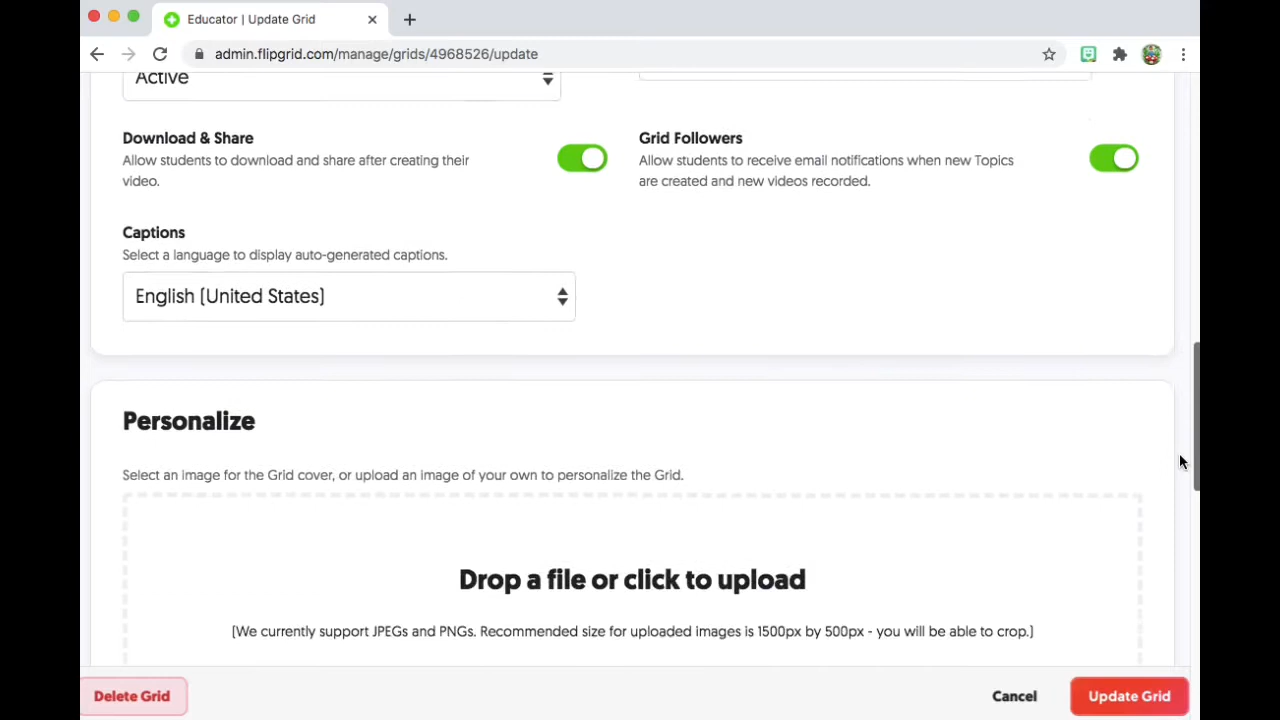 Educator | Update Grid
admin.flipgrid.com/manage/grids/4968526/update
Active
Download & Share
Allow students to download and share after creating their
video.
Grid Followers
Allow students to receive email notifications when new Topics
are created and new videos recorded.
Captions
Select a language to display auto-generated captions.
English (United States)
Personalize
Select an image for the Grid cover, or upload an image of your own to personalize the Grid.
Drop a file or click to upload
(We currently support JPEGs and PNGs. Recommended size for uploaded images is 1500px by 500px - you will be able to crop.)
Delete Grid
Cancel
Update Grid